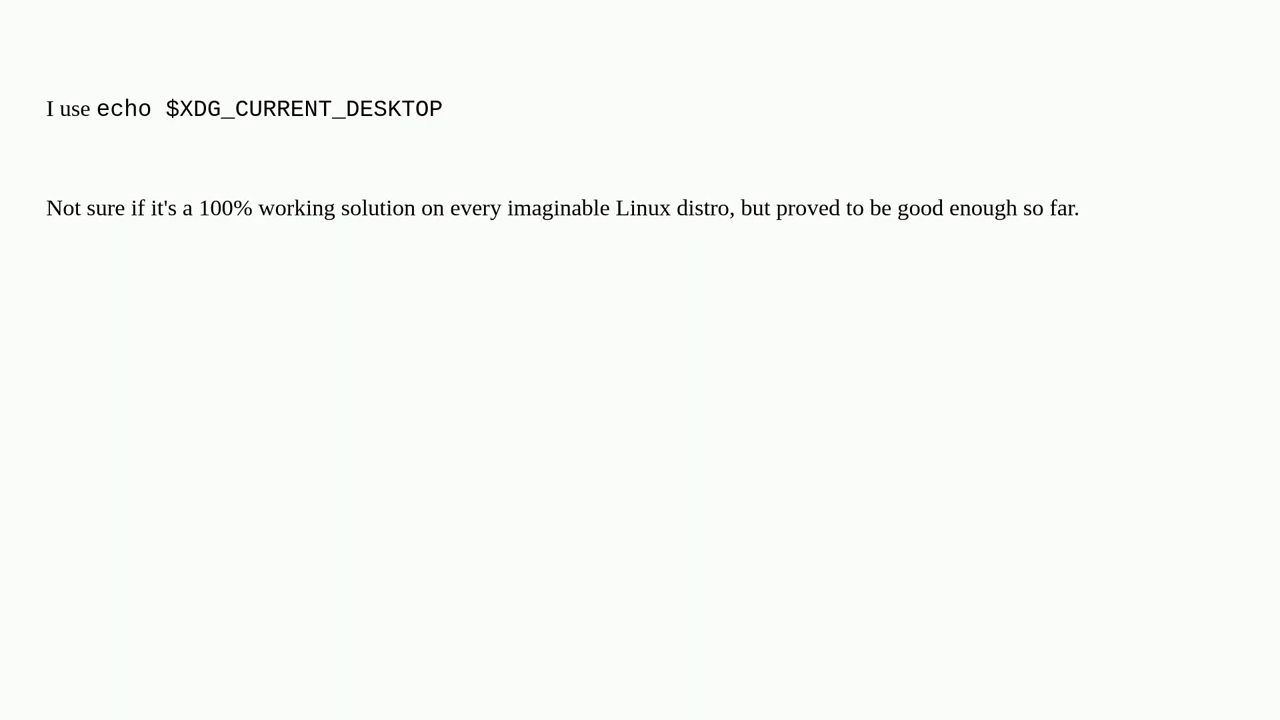 I use echo $XDG_CURRENT_DESKTOP
Not sure if it's a 100% working solution on every imaginable Linux distro, but proved to be good enough so far.